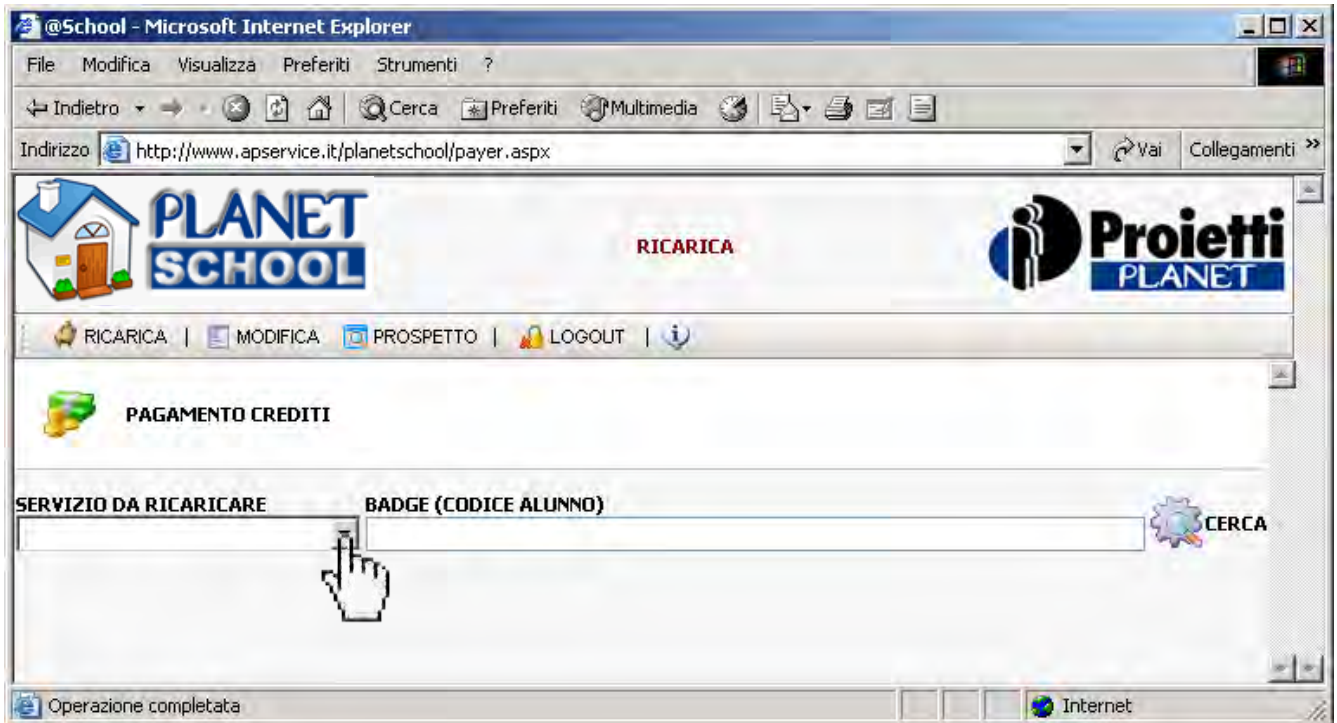 @School - Microsoft Internet Explorer
File Modifica Visualizza Preferiti Strumenti ?
Indietro Cerca Preferiti Multimedia
Indirizzo http://www.apservice.it/planetschool/payer.aspx Vai Collegamenti »
PLANET
SCHOOL
RICARICA
Proietti
PLANET
RICARICA | MODIFICA PROSPETTO | LOGOUT |
PAGAMENTO CREDITI
SERVIZIO DA RICARICARE BADGE (CODICE ALUNNO)
CERCA
Operazione completata Internet